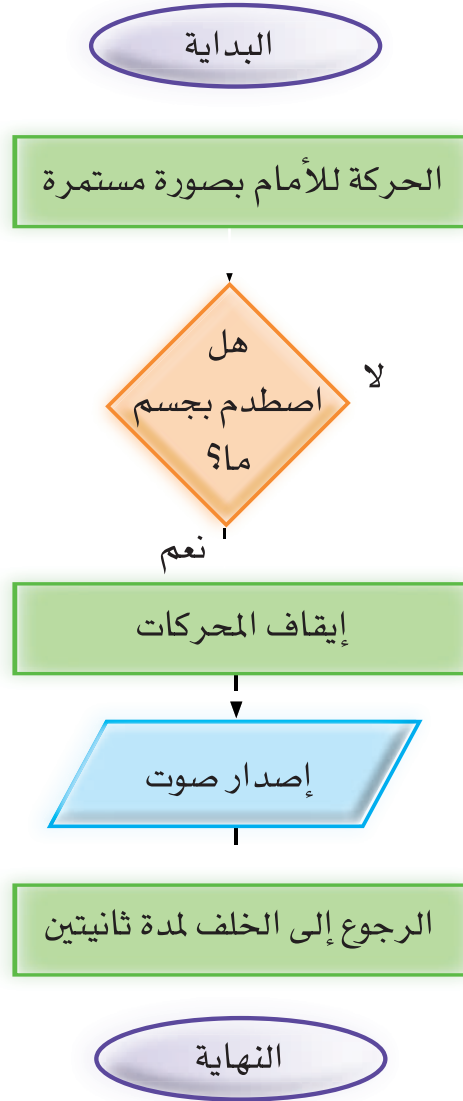 البداية
الحركة للأمام بصورة مستمرة
هل
اصطدم بجسم
ما؟
لا
نعم
إيقاف المحركات
إصدار صوت
الرجوع إلى الخلف لمدة ثانيتين
النهاية